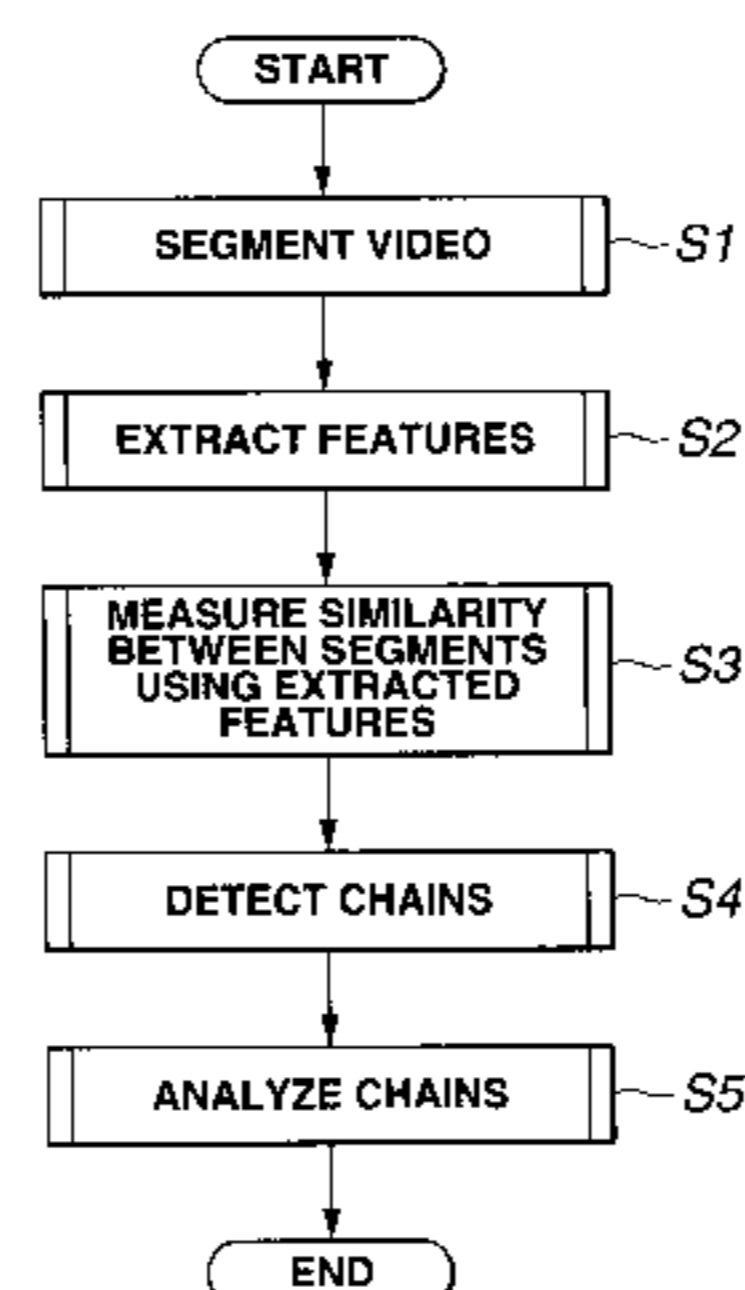 START
SEGMENT VIDEO
S1
EXTRACT FEATURES
S2
MEASURE SIMILARITY
BETWEEN SEGMENTS
USING EXTRACTED
FEATURES
S3
DETECT CHAINS
S4
ANALYZE CHAINS
S5
END